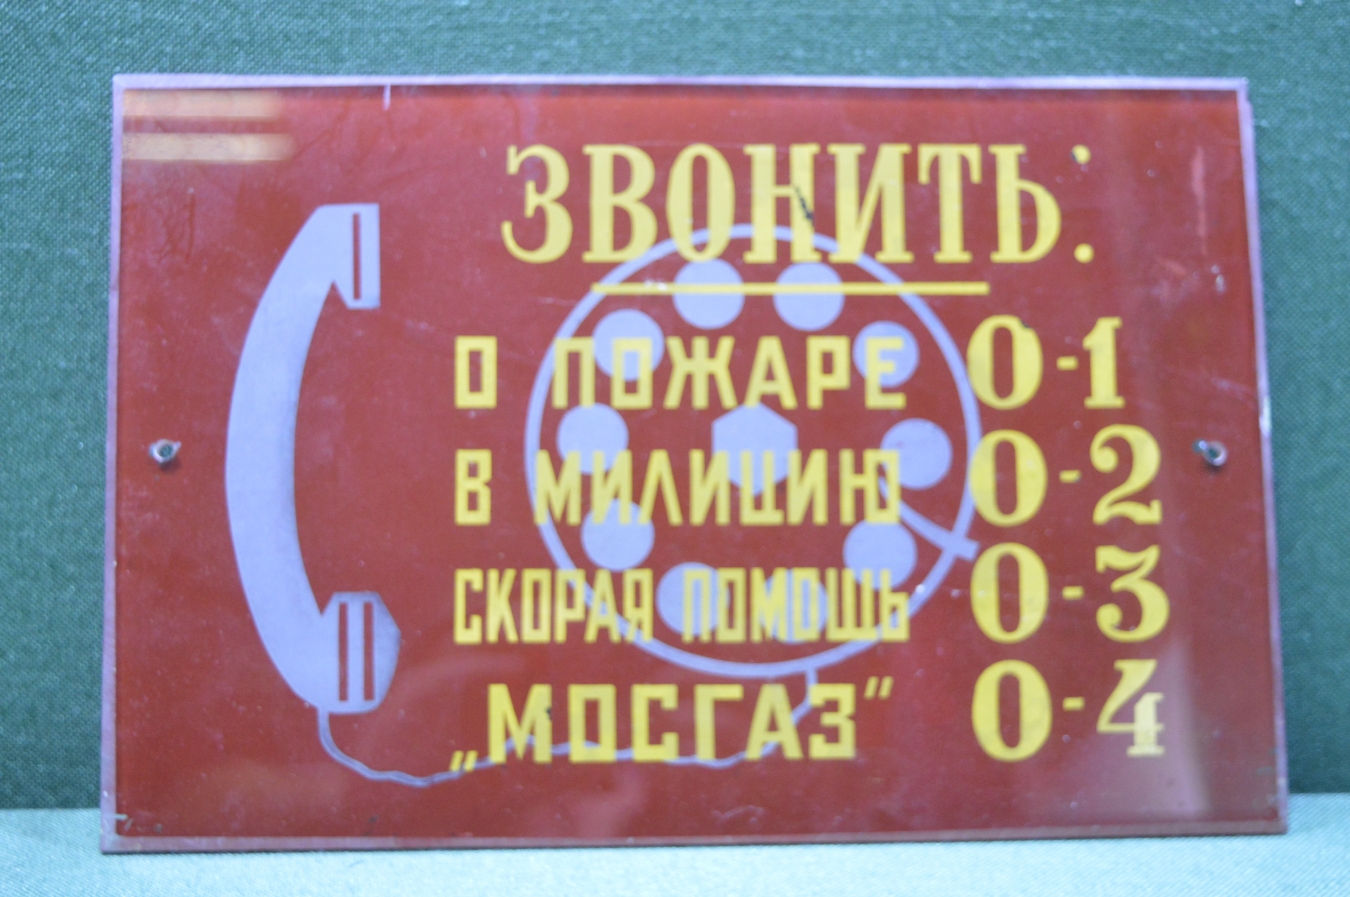 ЗВОНИТЬ:
О ПОЖАРЕ 0-1
В МИЛИЦИЮ 0-2
СКОРАЯ ПОМОЩЬ 0-3
„МОСГАЗ“ 0-4